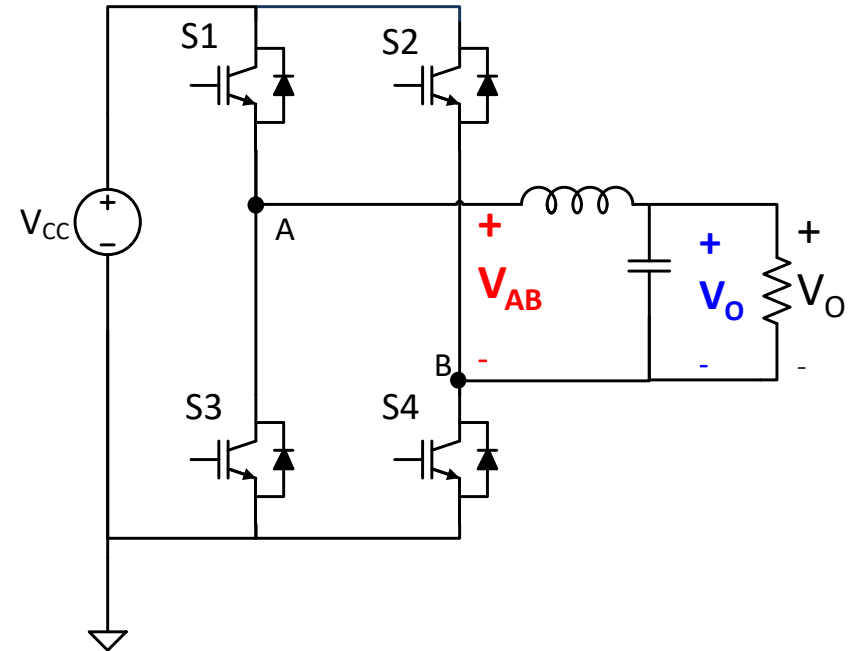 S1
S2
V_CC
+
−
A
+
V_AB
-
B
+
V_O
-
+
V_O
-
S3
S4